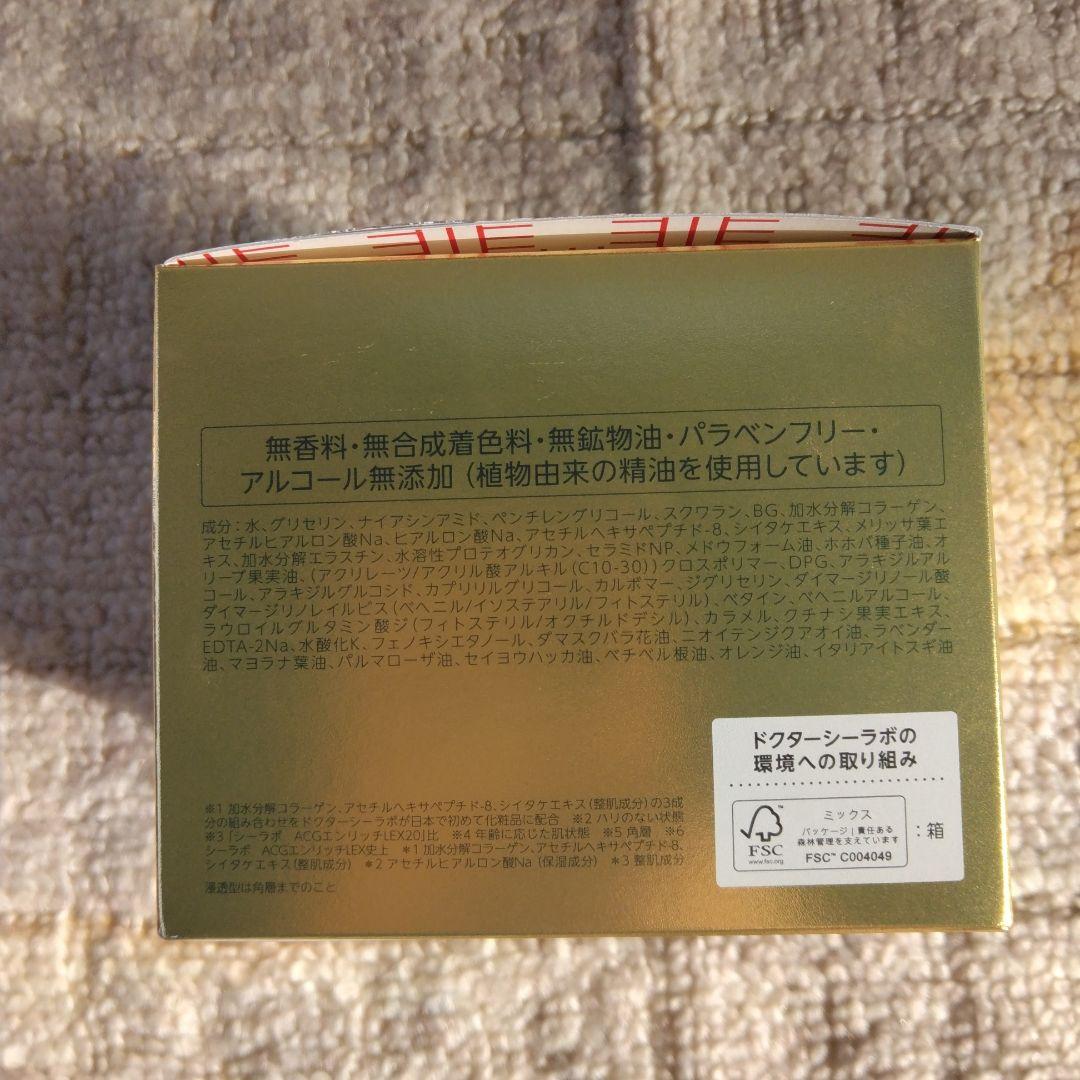 無香料・無合成着色料・無鉱物油・パラベンフリー・
アルコール無添加(植物由来の精油を使用しています)
成分:水、グリセリン、ナイアシンアミド、ペンチレングリコール、スクワラン、BG、加水分解コラーゲン、
アセチルヒアルロン酸Na、ヒアルロン酸Na、アセチルヘキサペプチド-8、シイタケエキス、メリッサ葉エ
キス、加水分解エラスチン、水溶性プロテオグリカン、セラミドNP、メドウフォーム油、ホホバ種子油、オ
リーブ果実油、(アクリレーツ/アクリル酸アルキル(C10-30))クロスポリマー、DPG、アラキジルアル
コール、アラキジルグルコシド、カプリリルグリコール、カルボマー、ジグリセリン、ダイマージリノール酸
ダイマージリノレイルビス(ベヘニル/イソステアリル/フィトステリル)、ベタイン、ベヘニルアルコール、
ラウロイルグルタミン酸ジ(フィトステリル/オクチルドデシル)、カラメル、クチナシ果実エキス、
EDTA-2Na、水酸化K、フェノキシエタノール、ダマスクバラ花油、ニオイテンジクアオイ油、ラベンダー
油、マヨラナ葉油、パルマローザ油、セイヨウハッカ油、ベチベル根油、オレンジ油、イタリアイトスギ油
※1 加水分解コラーゲン、アセチルヘキサペプチド-8、シイタケエキス(整肌成分)の3成
分の組み合わせをドクターシーラボが日本で初めて化粧品に配合 ※2 ハリのない状態
※3「シーラボ ACGエンリッチLEX20」比 ※4 年齢に応じた肌状態 ※5 角層 ※6
シーラボ ACGエンリッチLEX史上 *1 加水分解コラーゲン、アセチルヘキサペプチド-8、
シイタケエキス(整肌成分) *2 アセチルヒアルロン酸Na(保湿成分) *3 整肌成分
浸透型は角層までのこと
ドクターシーラボの
環境への取り組み
FSC™
www.fsc.org
ミックス
パッケージ|責任ある
森林管理を支えています
FSC™ C004049
:箱